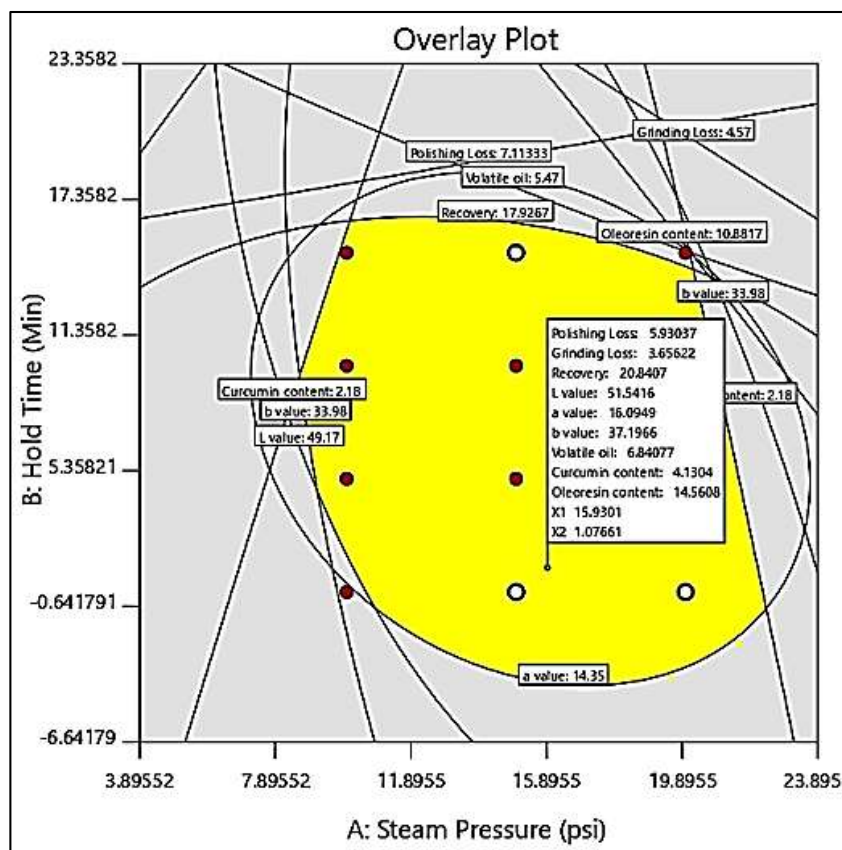 Overlay Plot
23.3582
Grinding Loss: 4.57
Polishing Loss: 7.11333
Volatile oil: 5.47
17.3582
Recovery: 17.9267
Oleoresin content: 10.8817
b value: 33.98
11.3582
Polishing Loss: 5.93037
Grinding Loss: 3.65622
Recovery: 20.8407
L value: 51.5416
a value: 16.0949
b value: 37.1966
Volatile oil: 6.84077
Curcumin content: 4.1304
Oleoresin content: 14.5608
X1 15.9301
X2 1.07661
Curcumin content: 2.18
ontent: 2.18
b value: 33.98
L value: 49.17
5.35821
-0.641791
a value: 14.35
-6.64179
B: Hold Time (Min)
3.89552 7.89552 11.8955 15.8955 19.8955 23.895
A: Steam Pressure (psi)